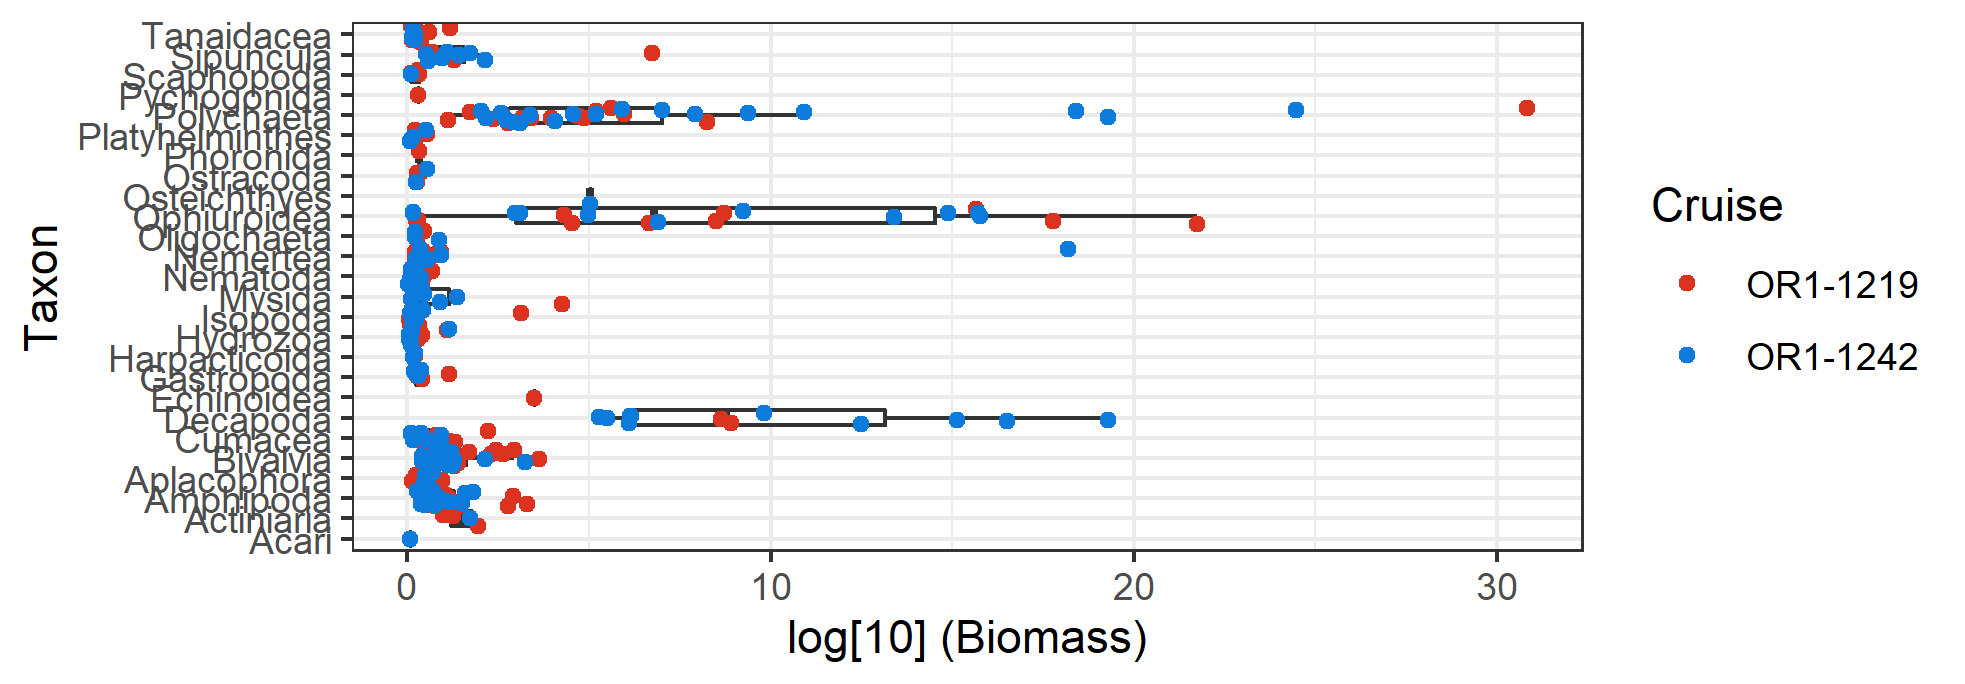 Tanaidacea
Sipuncula
Scaphopoda
Pychogonida
Polychaeta
Platyhelminthes
Phoronida
Ostracoda
Osteichthyes
Ophiuroidea
Oligochaeta
Nemertea
Nematoda
Mysida
Isopoda
Hydrozoa
Harpacticoida
Gastropoda
Echinoidea
Decapoda
Cumacea
Bivalvia
Aplacophora
Amphipoda
Actiniaria
Acari
Taxon
0 10 20 30
log[10] (Biomass)
Cruise
OR1-1219
OR1-1242